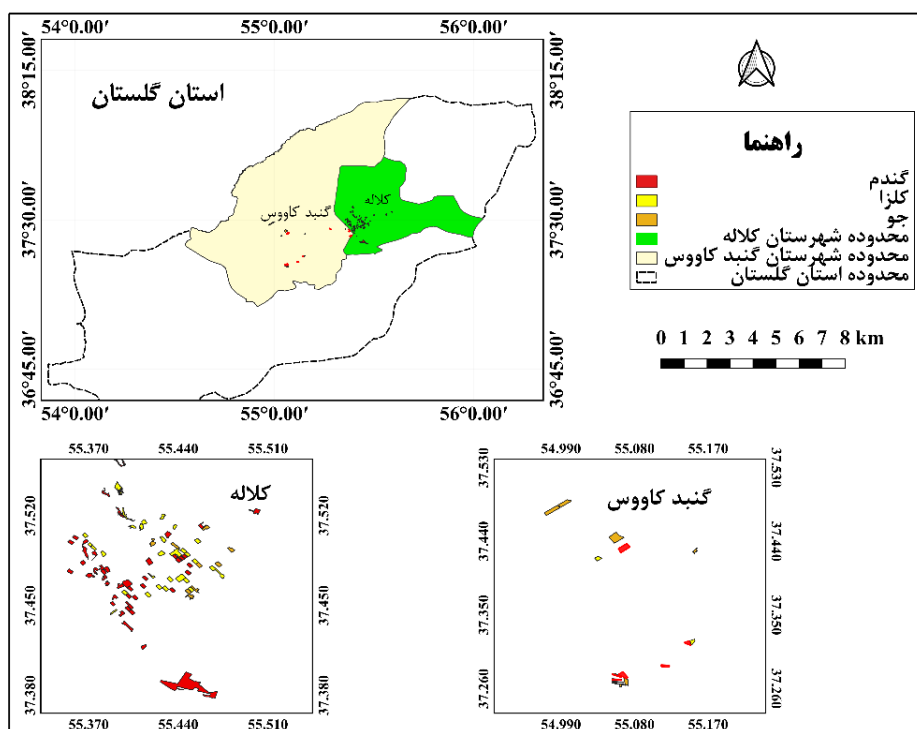 54°0.00′ 55°0.00′ 56°0.00′
38°15.00′ 37°30.00′ 36°45.00′
استان گلستان
گنبد کاووس
کلاله
38°15.00′ 37°30.00′ 36°45.00′
54°0.00′ 55°0.00′ 56°0.00′
راهنما
گندم
کلزا
جو
محدوده شهرستان کلاله
محدوده شهرستان گنبد کاووس
محدوده استان گلستان
0 1 2 3 4 5 6 7 8 km
55.370 55.440 55.510
37.520 37.450 37.380
کلاله
37.520 37.450 37.380
55.370 55.440 55.510
54.990 55.080 55.170
37.530 37.440 37.350 37.260
گنبد کاووس
37.530 37.440 37.350 37.260
54.990 55.080 55.170